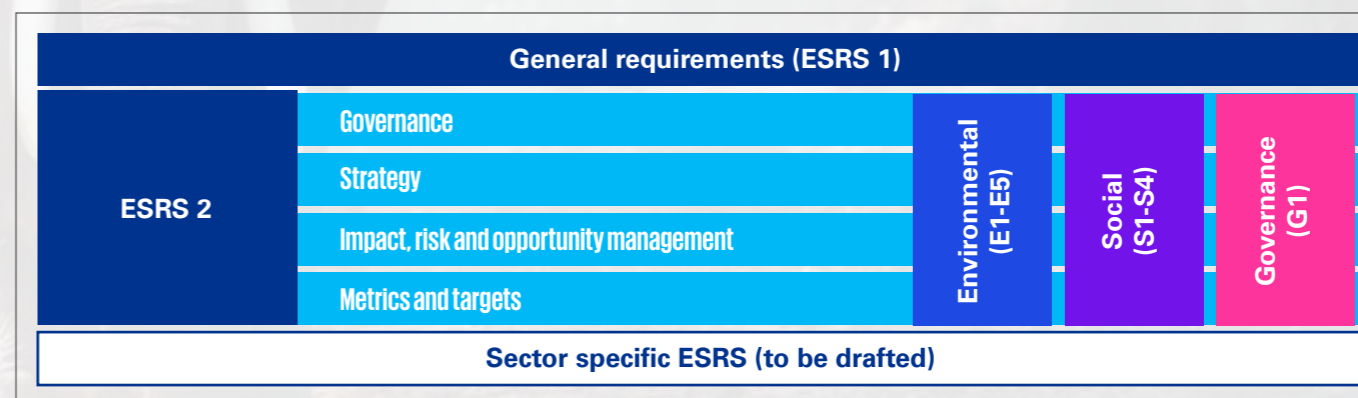 General requirements (ESRS 1)
ESRS 2
Governance
Strategy
Impact, risk and opportunity management
Metrics and targets
Environmental
(E1-E5)
Social
(S1-S4)
Governance
(G1)
Sector specific ESRS (to be drafted)